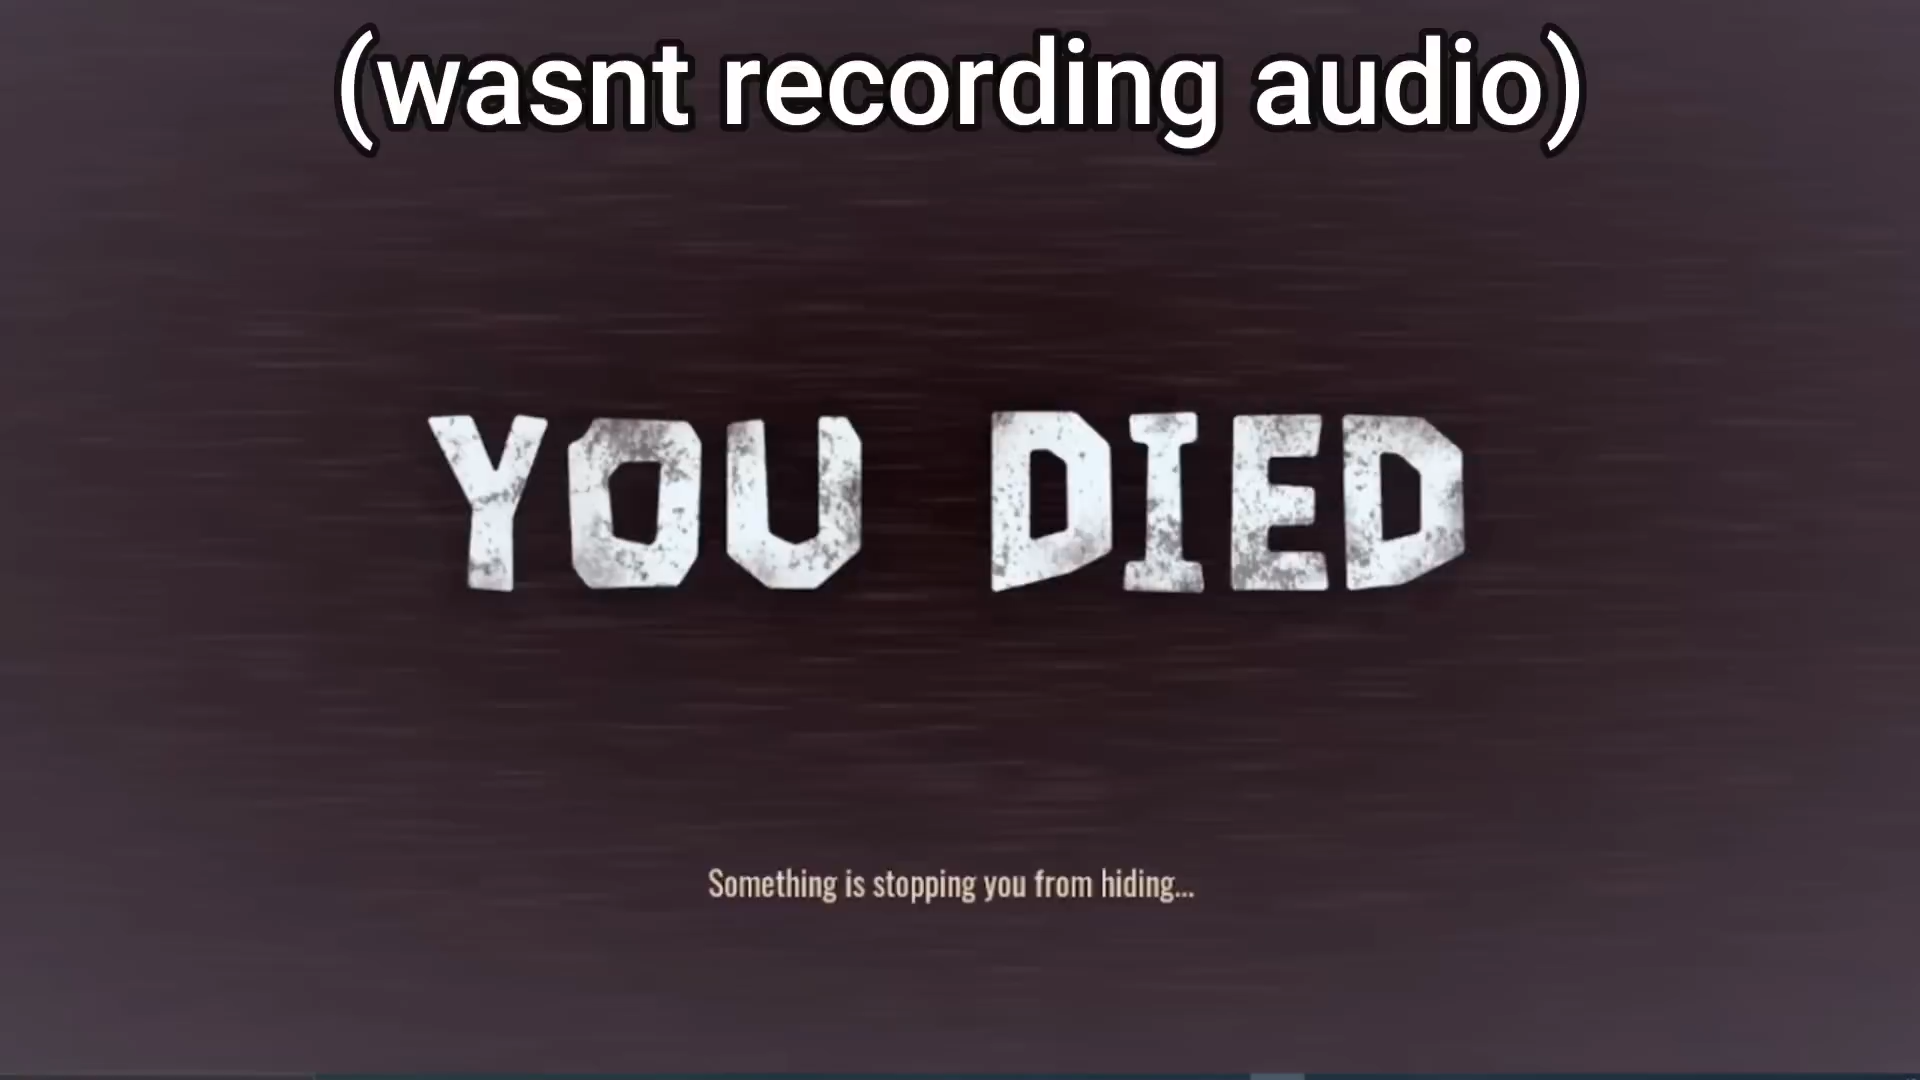 (wasnt recording audio)
YOU DIED
Something is stopping you from hiding...